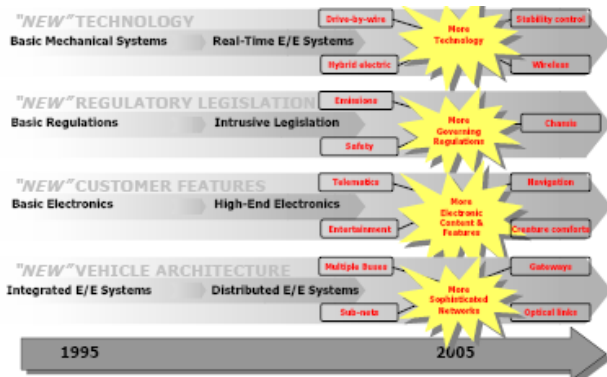 "NEW" TECHNOLOGY
Basic Mechanical Systems
Real-Time E/E Systems
Drive-by-wire
Hybrid electric
More
Technology
Stability control
Wireless
"NEW" REGULATORY LEGISLATION
Basic Regulations
Intrusive Legislation
Emissions
Safety
More
Governing
Regulations
Chassis
"NEW" CUSTOMER FEATURES
Basic Electronics
High-End Electronics
Telematics
Entertainment
More
Electronic
Content &
Features
Navigation
Creature comforts
"NEW" VEHICLE ARCHITECTURE
Integrated E/E Systems
Distributed E/E Systems
Multiple Buses
Sub-nets
More
Sophisticated
Networks
Gateways
Optical links
1995
2005